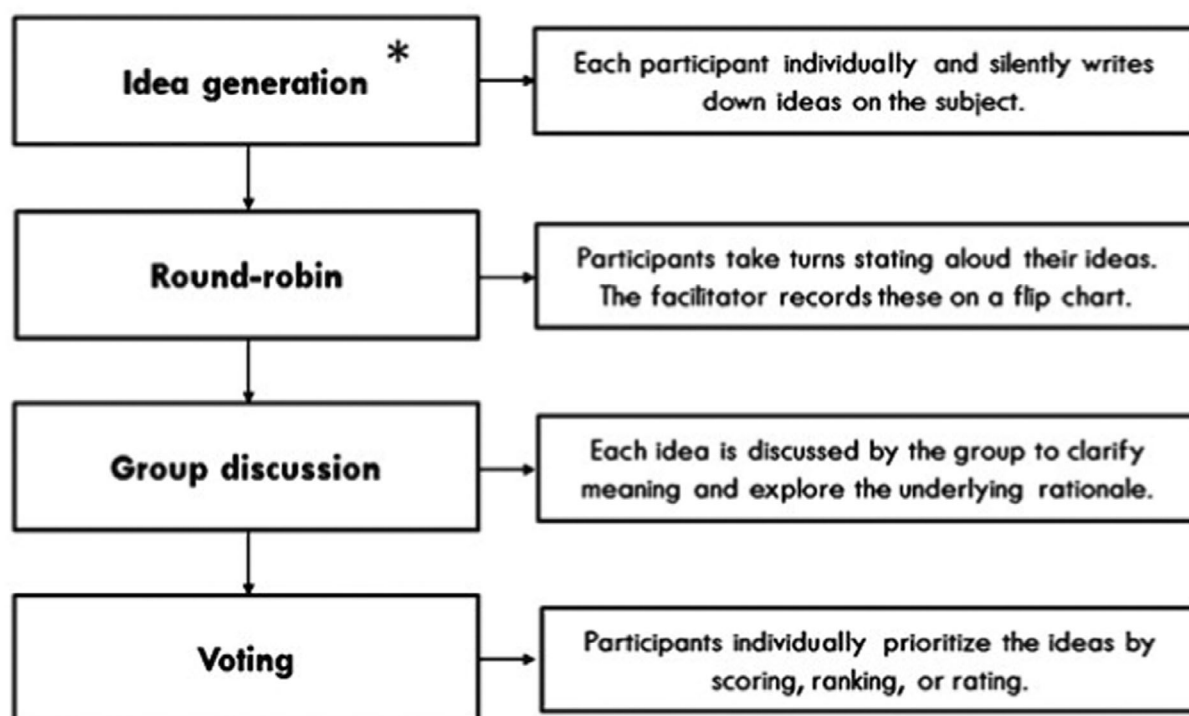 Idea generation *
Each participant individually and silently writes
down ideas on the subject.
Round-robin
Participants take turns stating aloud their ideas.
The facilitator records these on a flip chart.
Group discussion
Each idea is discussed by the group to clarify
meaning and explore the underlying rationale.
Voting
Participants individually prioritize the ideas by
scoring, ranking, or rating.